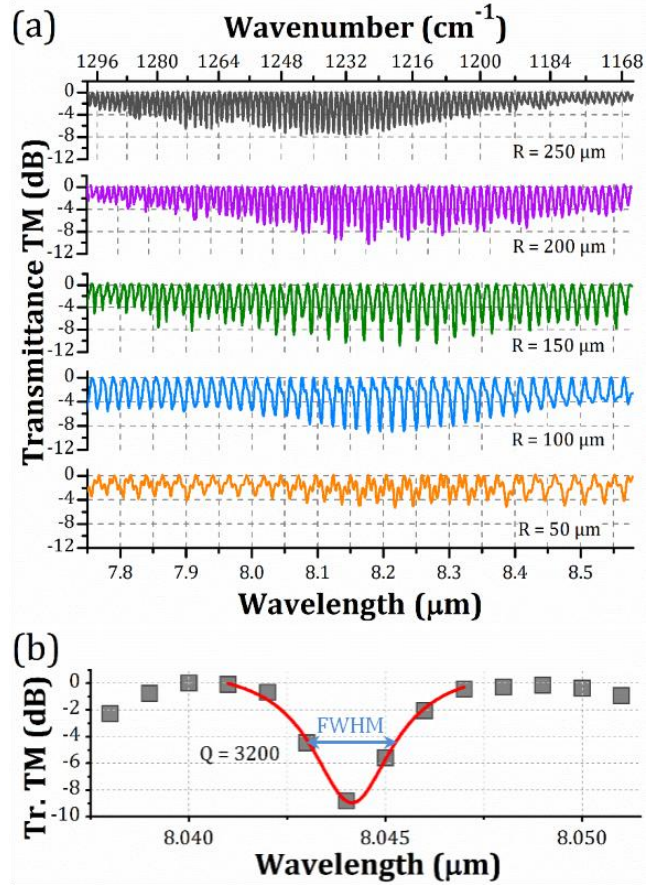 (a)
Wavenumber (cm⁻¹)
1296 1280 1264 1248 1232 1216 1200 1184 1168
Transmittance TM (dB)
0
-4
-8
-12
R = 250 μm
0
-4
-8
-12
R = 200 μm
0
-4
-8
-12
R = 150 μm
0
-4
-8
-12
R = 100 μm
0
-4
-8
-12
R = 50 μm
7.8 7.9 8.0 8.1 8.2 8.3 8.4 8.5
Wavelength (μm)
(b)
Tr. TM (dB)
0
-2
-4
-6
-8
-10
FWHM
Q = 3200
8.040 8.045 8.050
Wavelength (μm)